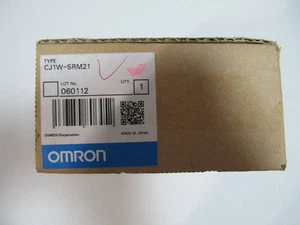 TYPE
CJ1W-SRM21
LOT No.
QTY.
060112
1
OMRON Corporation
MADE IN JAPAN
OMRON